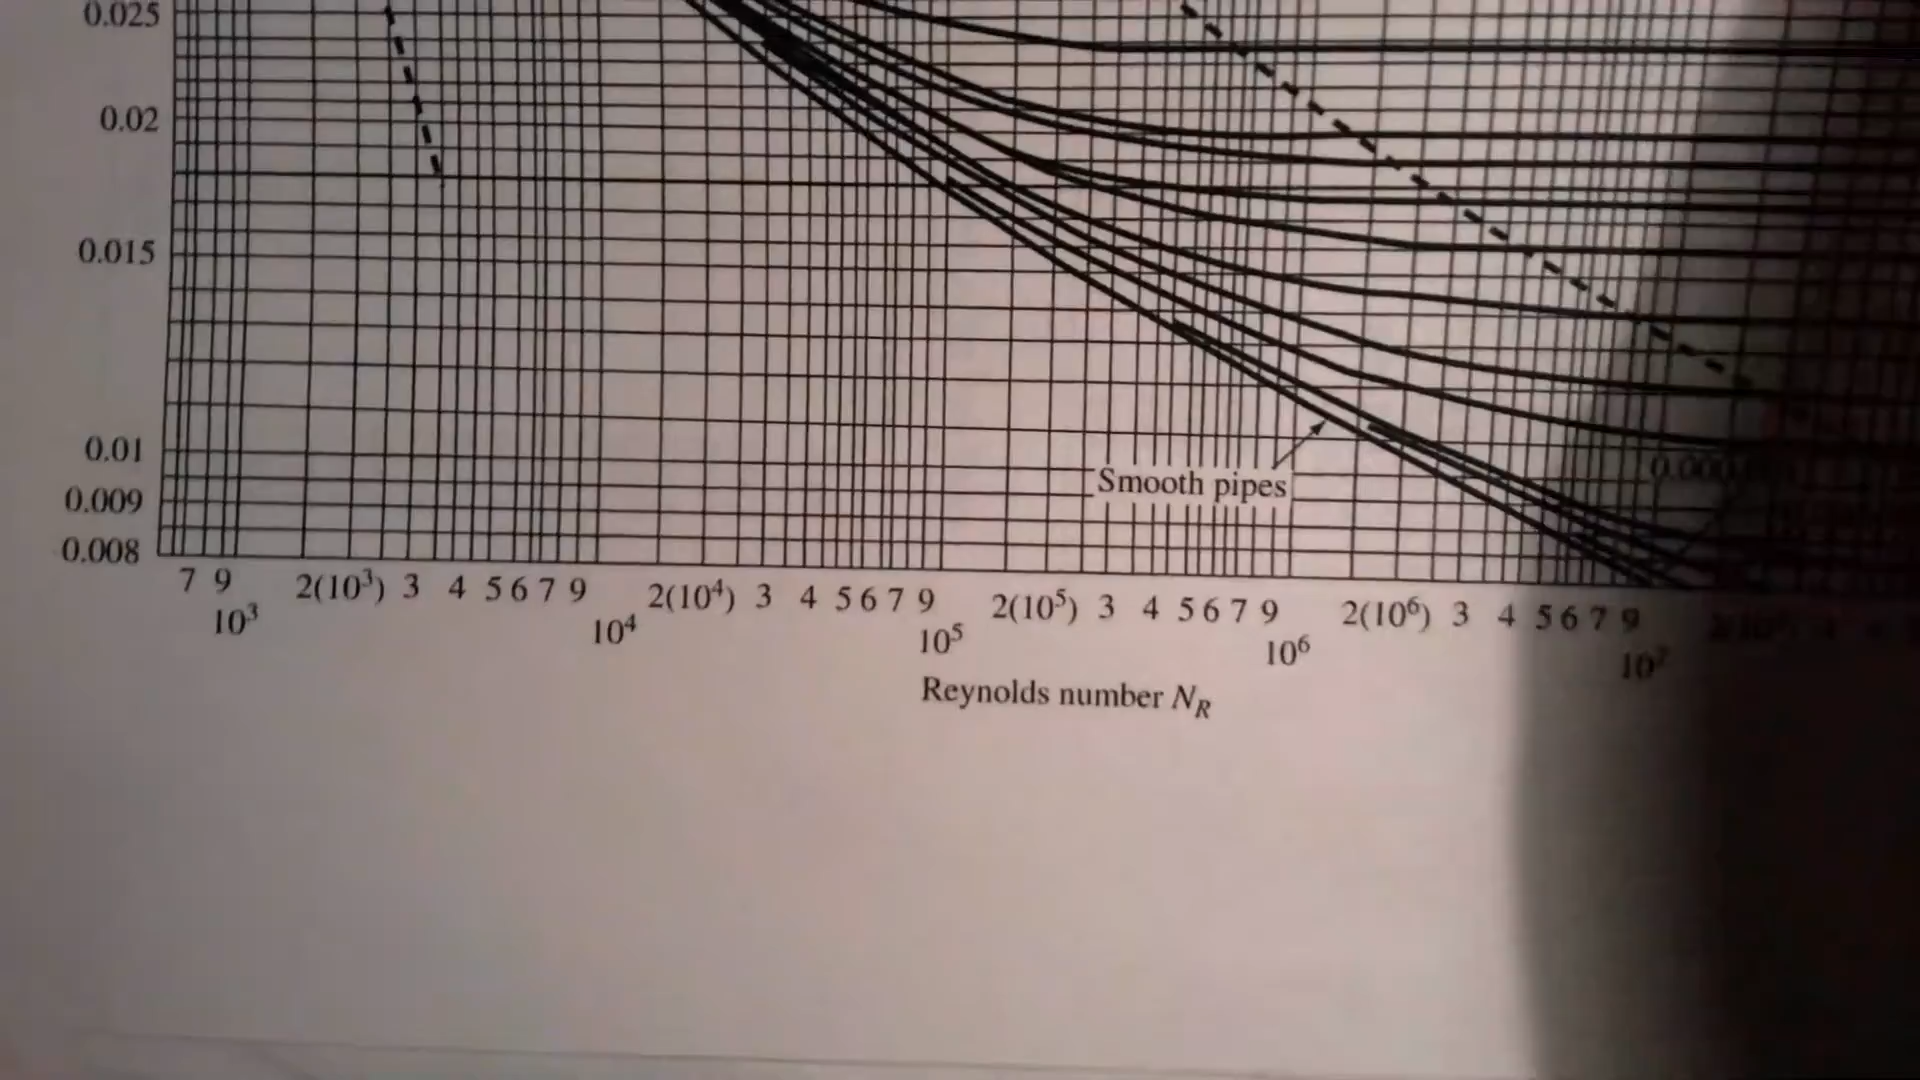 0.025
0.02
0.015
0.01
Smooth pipes
0.009
0.008
7 9 2(10³) 3 4 5 6 7 9 2(10⁴) 3 4 5 6 7 9 2(10⁵) 3 4 5 6 7 9 2(10⁶) 3 4 5 6 7 9
10³ 10⁴ 10⁵ 10⁶ 10⁷
Reynolds number N_R